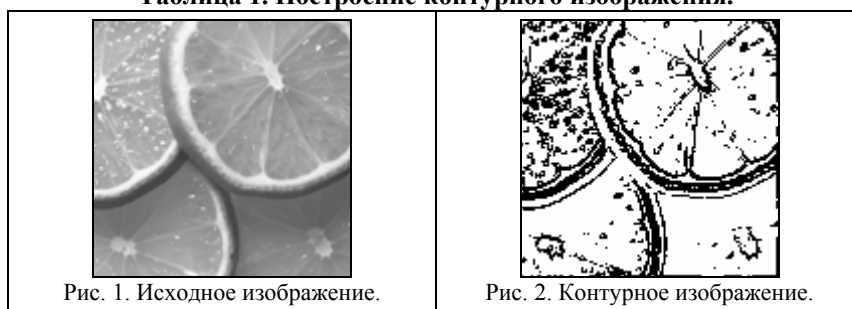 Таблица 1. Построение контурного изображения.
Рис. 1. Исходное изображение.
Рис. 2. Контурное изображение.